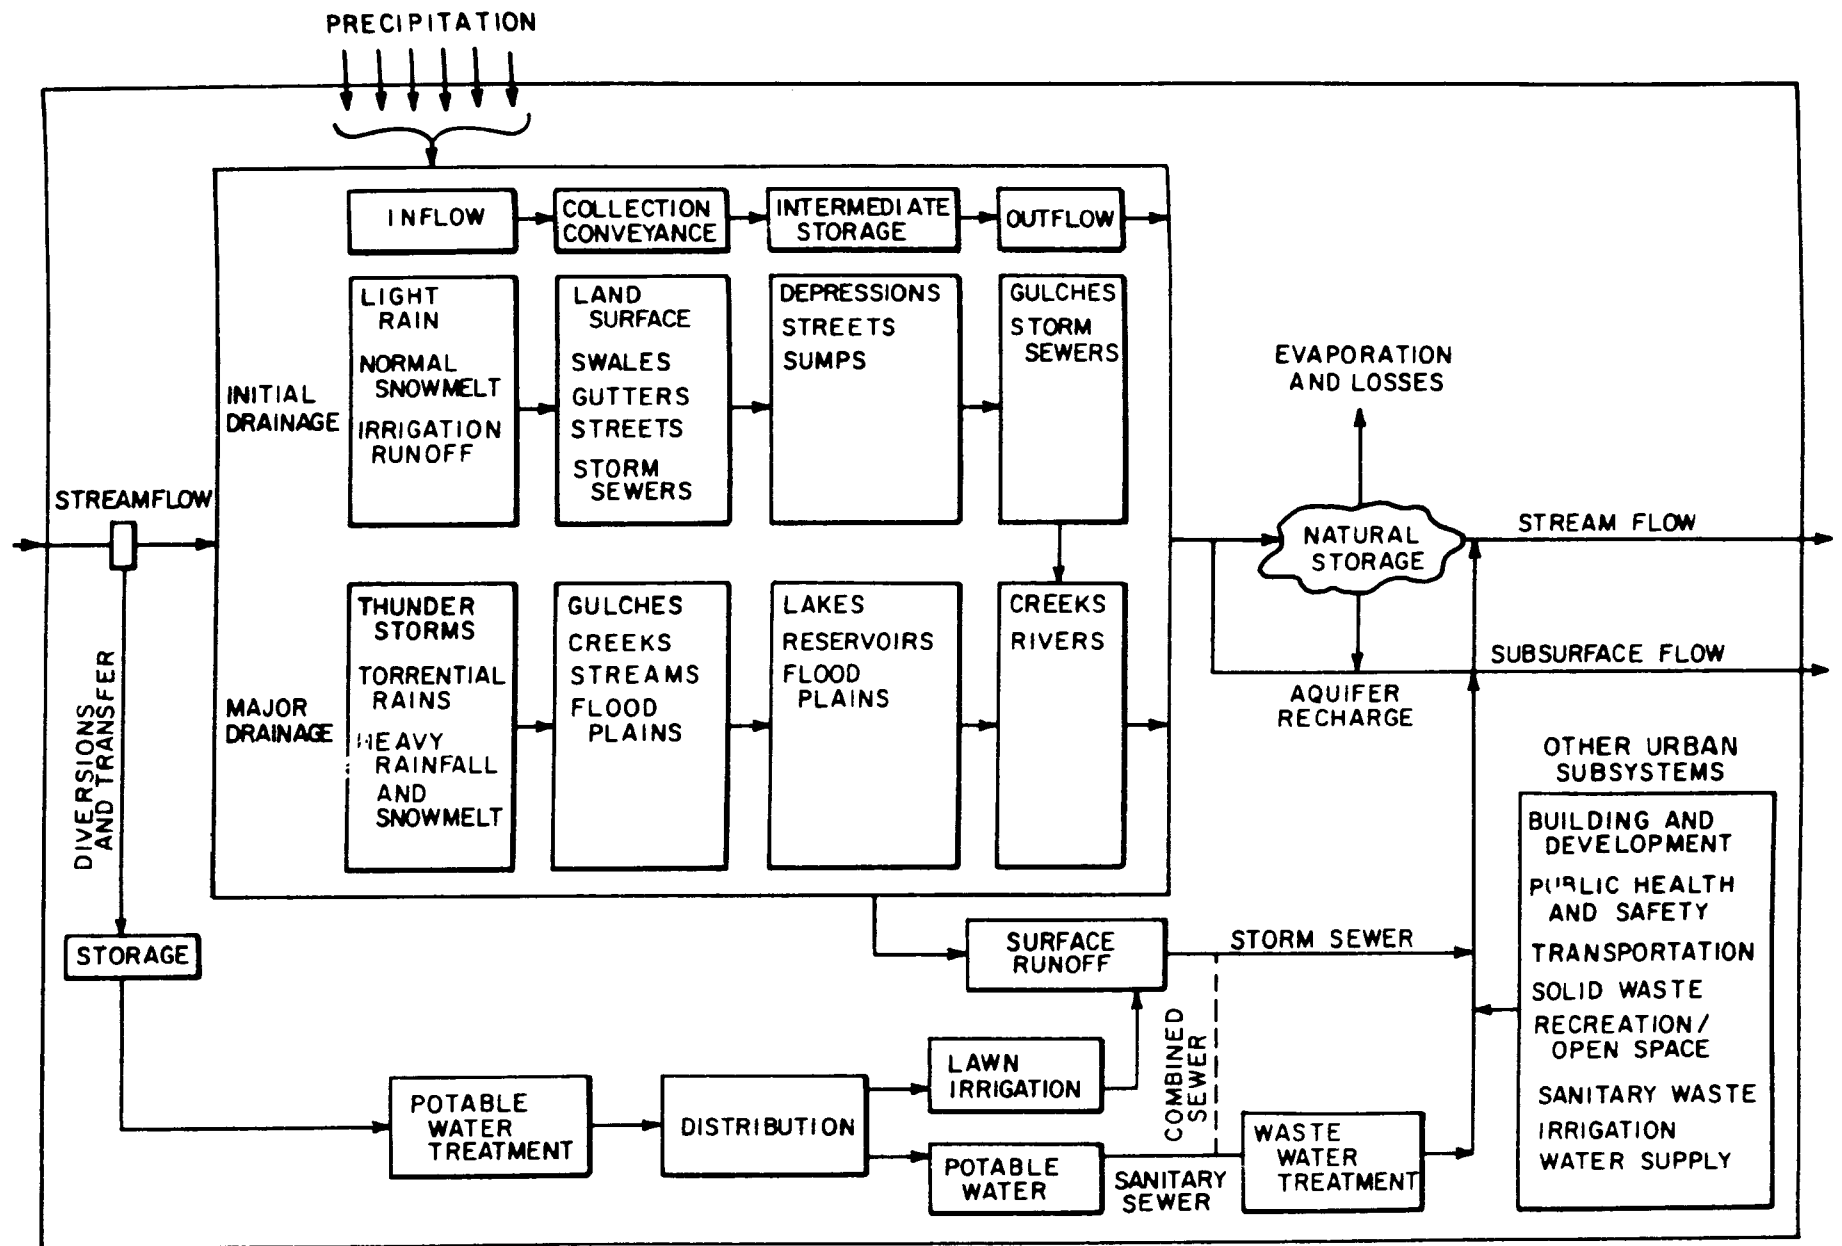 PRECIPITATION
INFLOW
COLLECTION
CONVEYANCE
INTERMEDIATE
STORAGE
OUTFLOW
INITIAL
DRAINAGE
LIGHT
RAIN
NORMAL
SNOWMELT
IRRIGATION
RUNOFF
LAND
SURFACE
SWALES
GUTTERS
STREETS
STORM
SEWERS
DEPRESSIONS
STREETS
SUMPS
GULCHES
STORM
SEWERS
EVAPORATION
AND LOSSES
STREAMFLOW
NATURAL
STORAGE
STREAM FLOW
MAJOR
DRAINAGE
THUNDER
STORMS
TORRENTIAL
RAINS
HEAVY
RAINFALL
AND
SNOWMELT
GULCHES
CREEKS
STREAMS
FLOOD
PLAINS
LAKES
RESERVOIRS
FLOOD
PLAINS
CREEKS
RIVERS
SUBSURFACE FLOW
AQUIFER
RECHARGE
DIVERSIONS
AND TRANSFER
OTHER URBAN
SUBSYSTEMS
BUILDING AND
DEVELOPMENT
PUBLIC HEALTH
AND SAFETY
TRANSPORTATION
SOLID WASTE
RECREATION/
OPEN SPACE
SANITARY WASTE
IRRIGATION
WATER SUPPLY
STORAGE
SURFACE
RUNOFF
STORM SEWER
COMBINED
SEWER
LAWN
IRRIGATION
POTABLE
WATER
TREATMENT
DISTRIBUTION
POTABLE
WATER
SANITARY
SEWER
WASTE
WATER
TREATMENT